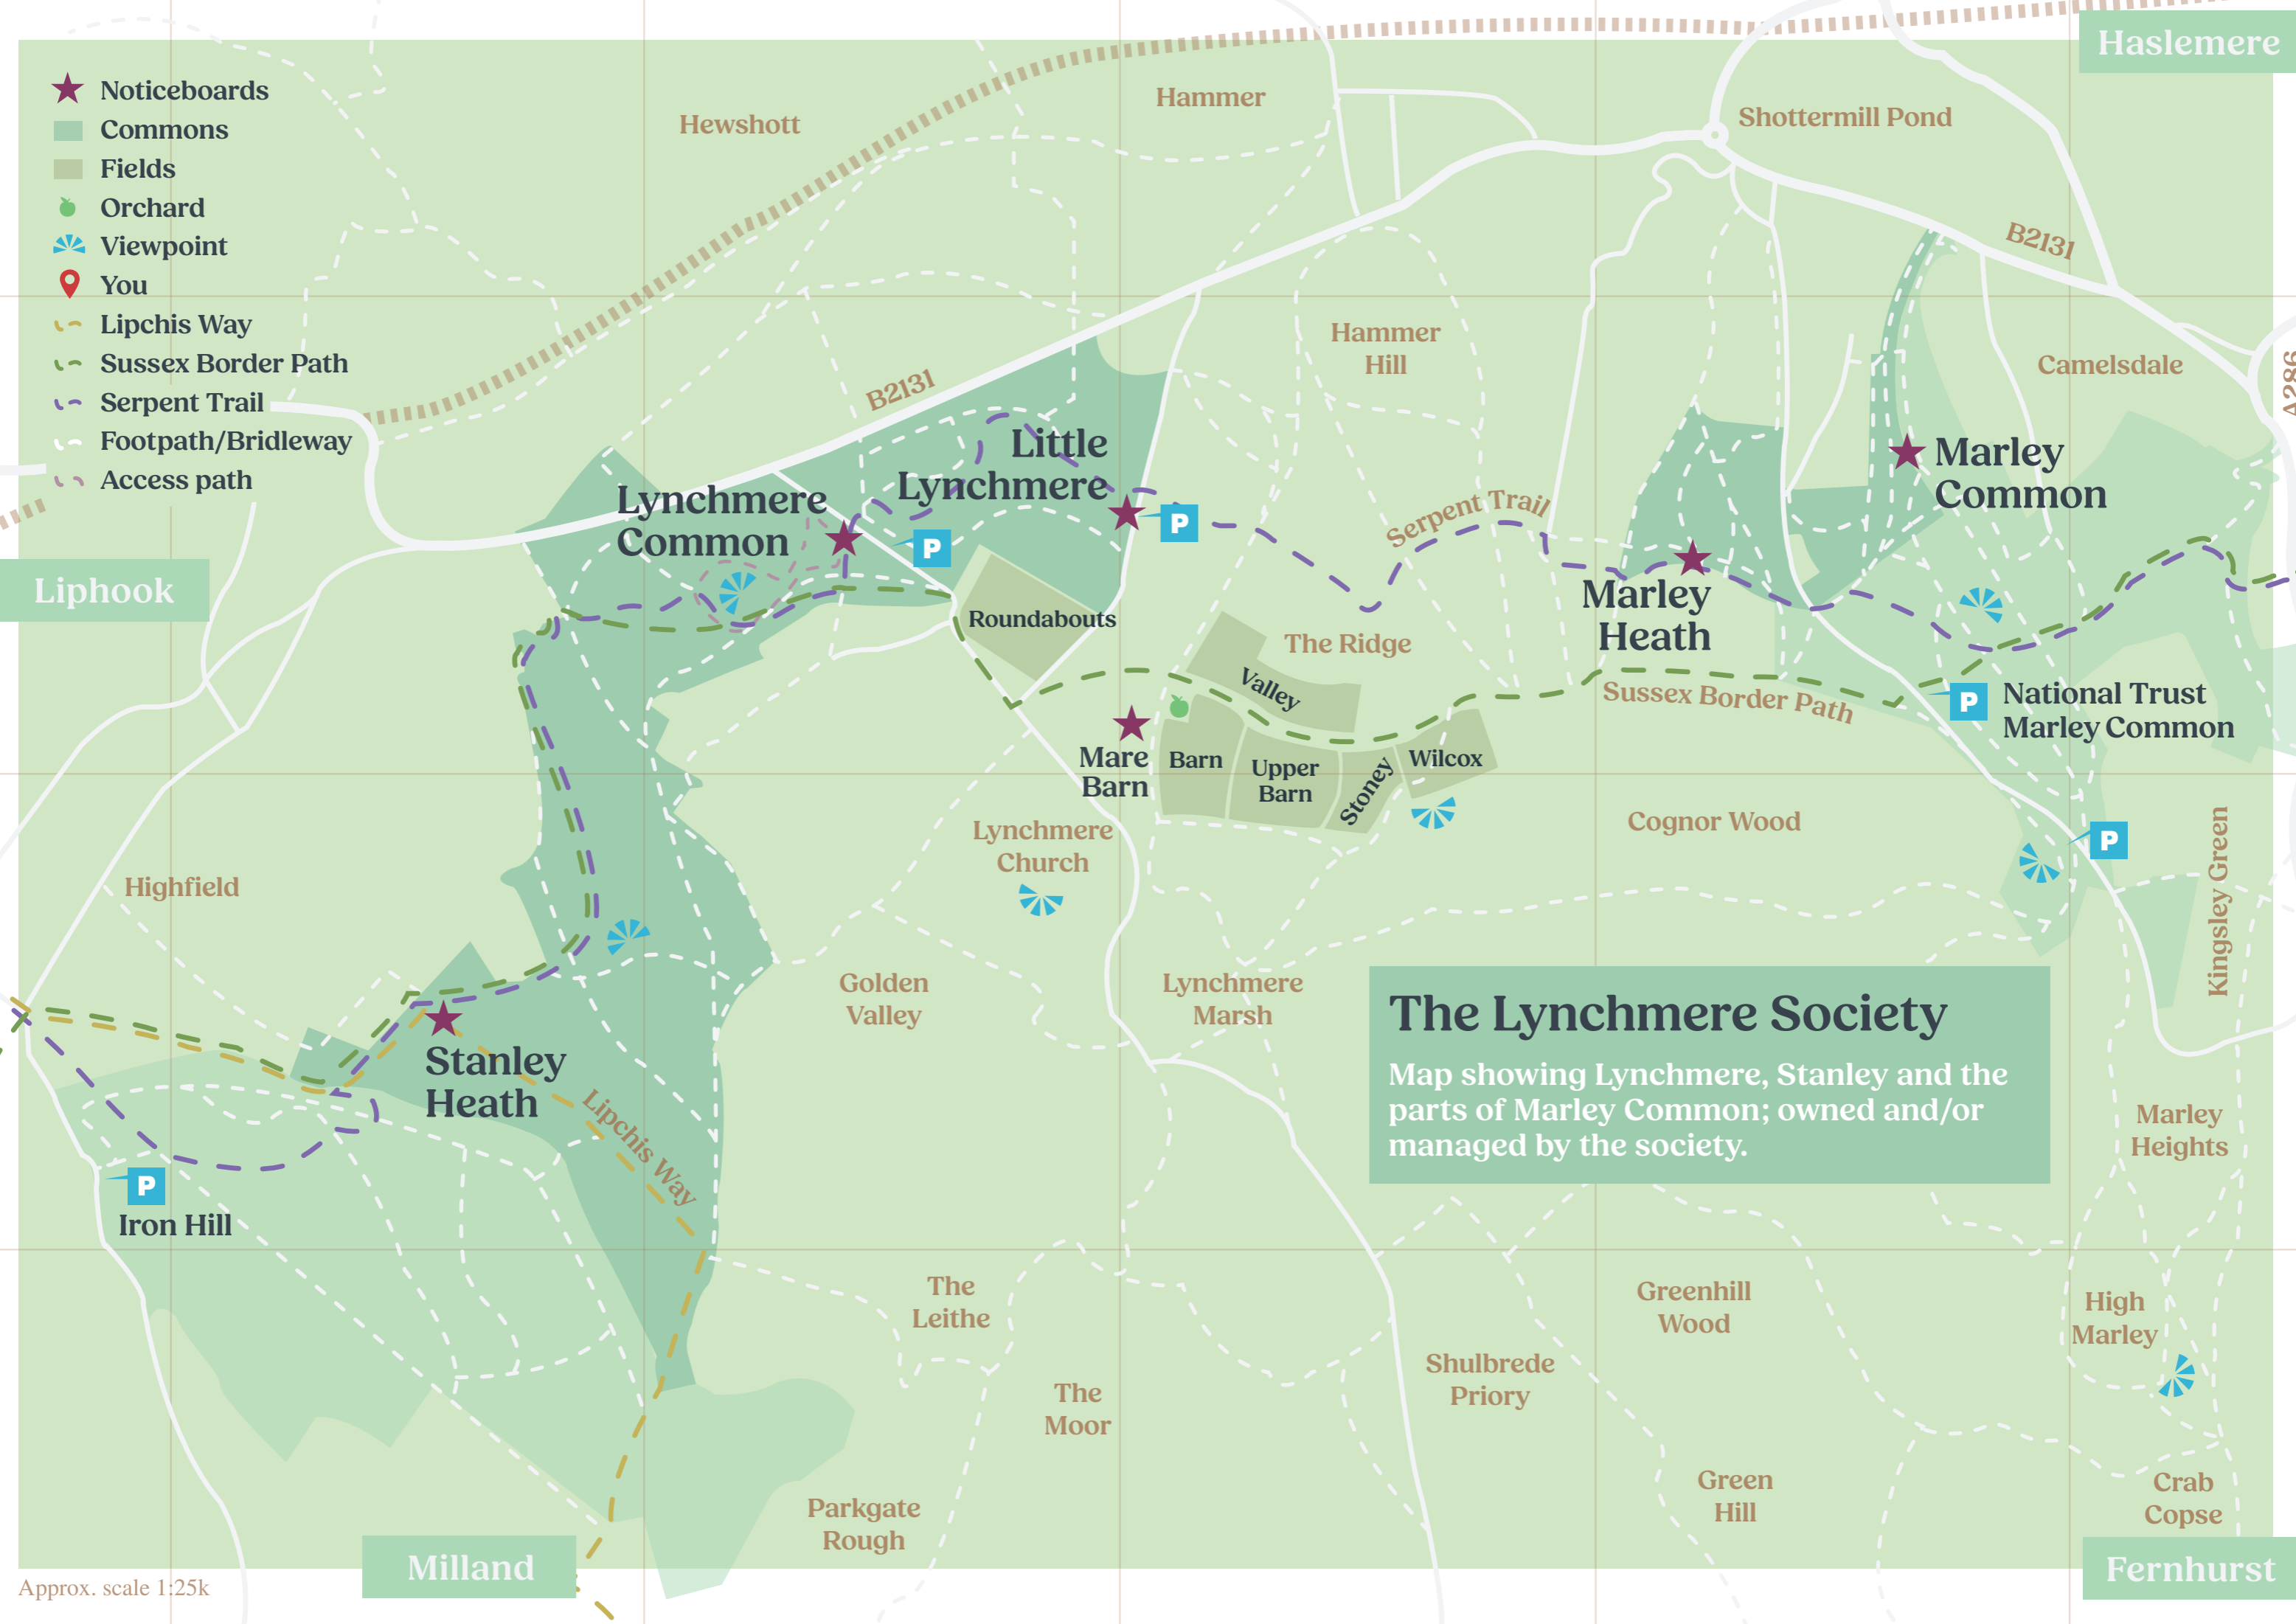 Haslemere
Noticeboards
Commons
Fields
Orchard
Viewpoint
You
Lipchis Way
Sussex Border Path
Serpent Trail
Footpath/Bridleway
Access path
Hewshott
Hammer
Shottermill Pond
B2131
Hammer
Hill
Camelsdale
A286
B2131
Little
Lynchmere
Lynchmere
Common
P
P
Serpent Trail
Marley
Common
Liphook
Marley
Heath
Roundabouts
The Ridge
Valley
Sussex Border Path
P
National Trust
Marley Common
Mare
Barn
Barn
Upper
Barn
Stoney
Wilcox
Lynchmere
Church
Cognor Wood
P
Kingsley Green
Highfield
Golden
Valley
Lynchmere
Marsh
The Lynchmere Society
Map showing Lynchmere, Stanley and the
parts of Marley Common; owned and/or
managed by the society.
Stanley
Heath
Lipchis Way
Marley
Heights
P
Iron Hill
The
Leithe
Greenhill
Wood
High
Marley
Shulbrede
Priory
The
Moor
Green
Hill
Crab
Copse
Parkgate
Rough
Milland
Fernhurst
Approx. scale 1:25k